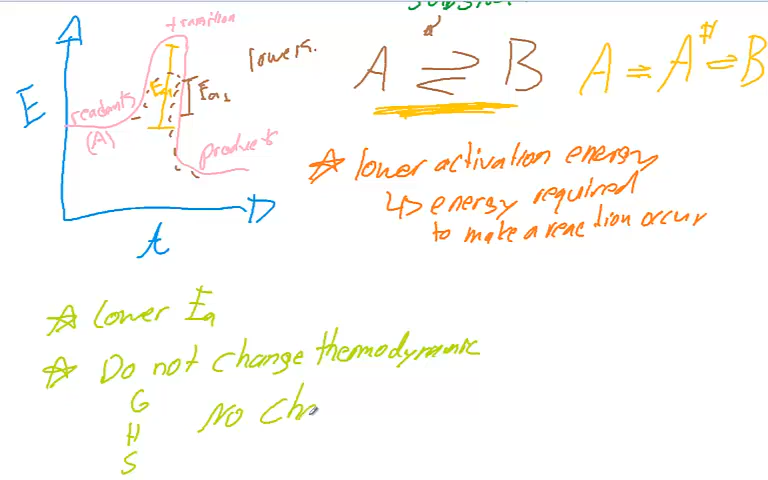 transition
lowers.
A ⇌ B
A = A‡ = B
E
Ea
Ea1
reactants
(A)
products
t
☆ lower activation energy
↳ energy required
to make a reaction occur
☆ lower Ea
☆ Do not change thermodynamic
G
H
S
No Cha